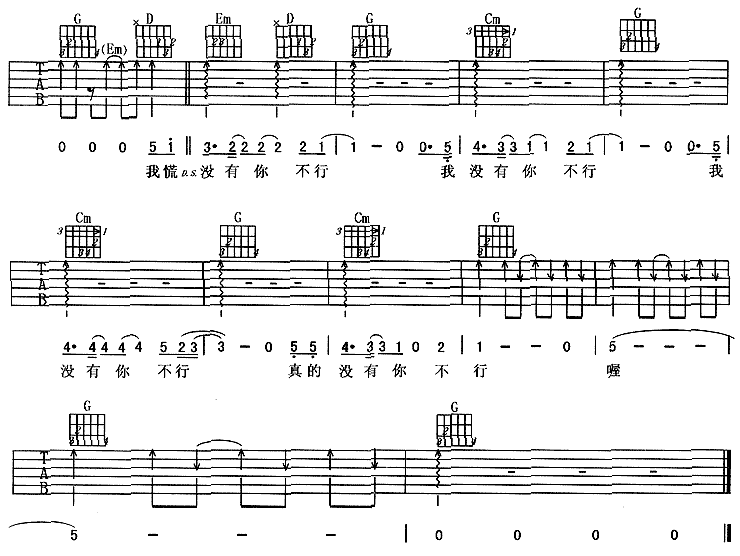 G D Em D G Cm G
(Em)
T A B
0 0 0 5 i ‖ 3· 2 2 2 2 2 1 | 1 - 0 0·5 | 4· 3 3 1 1 2 1 | 1 - 0 0·5
我慌 D.S. 没有你 不行 我 没有你 不行 我
Cm G Cm G
T A B
4· 4 4 4 4 5 2 3 | 3 - 0 5 5 | 4· 3 3 1 0 2 | 1 - - 0 | 5 - - - |
没有你 不行 真的 没有你 不 行 喔
G G
T A B
5 - - - | 0 0 0 0 ‖